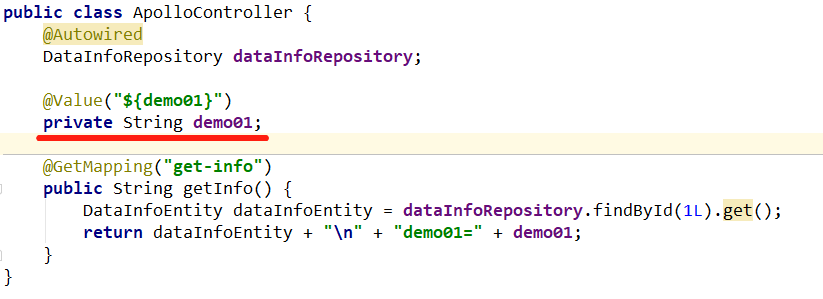 public class ApolloController {
@Autowired
DataInfoRepository dataInfoRepository;
@Value("${demo01}")
private String demo01;
@GetMapping("get-info")
public String getInfo() {
DataInfoEntity dataInfoEntity = dataInfoRepository.findById(1L).get();
return dataInfoEntity + "\n" + "demo01=" + demo01;
}
}